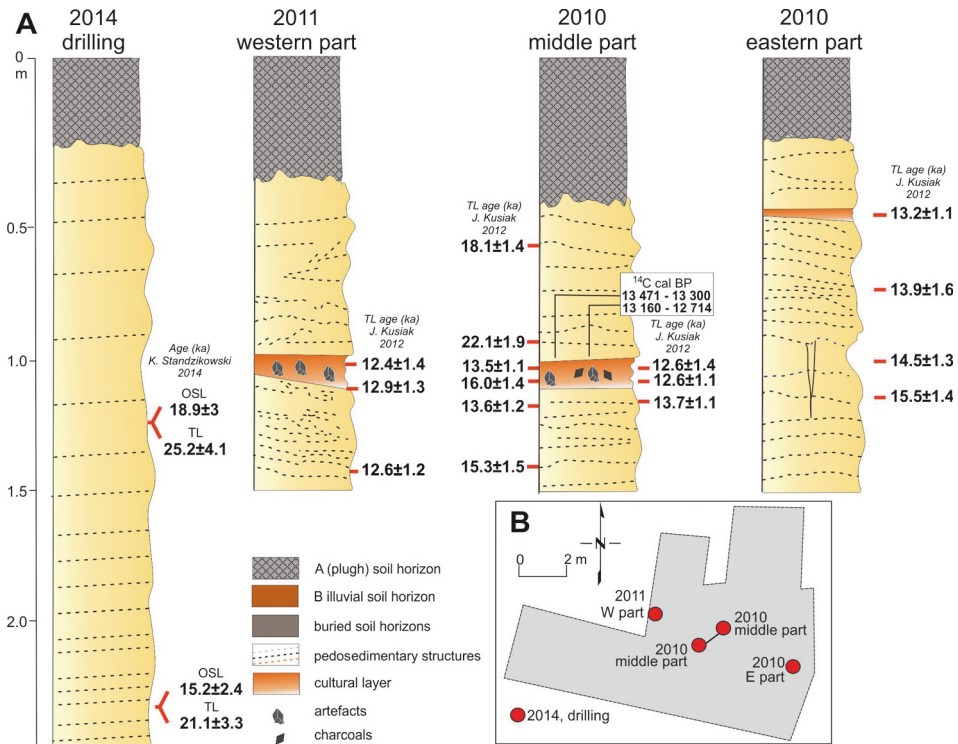 A
2014
drilling
2011
western part
2010
middle part
2010
eastern part
0
m
0.5
1.0
1.5
2.0
Age (ka)
K. Standzikowski
2014
OSL
18.9±3
TL
25.2±4.1
OSL
15.2±2.4
TL
21.1±3.3
TL age (ka)
J. Kusiak
2012
12.4±1.4
12.9±1.3
12.6±1.2
TL age (ka)
J. Kusiak
2012
18.1±1.4
22.1±1.9
13.5±1.1
16.0±1.4
13.6±1.2
15.3±1.5
14C cal BP
13 471 - 13 300
13 160 - 12 714
TL age (ka)
J. Kusiak
2012
12.6±1.4
12.6±1.1
13.7±1.1
TL age (ka)
J. Kusiak
2012
13.2±1.1
13.9±1.6
14.5±1.3
15.5±1.4
A (plugh) soil horizon
B illuvial soil horizon
buried soil horizons
pedosedimentary structures
cultural layer
artefacts
charcoals
B
N
0 2 m
2011
W part
2010
middle part
2010
middle part
2010
E part
2014, drilling